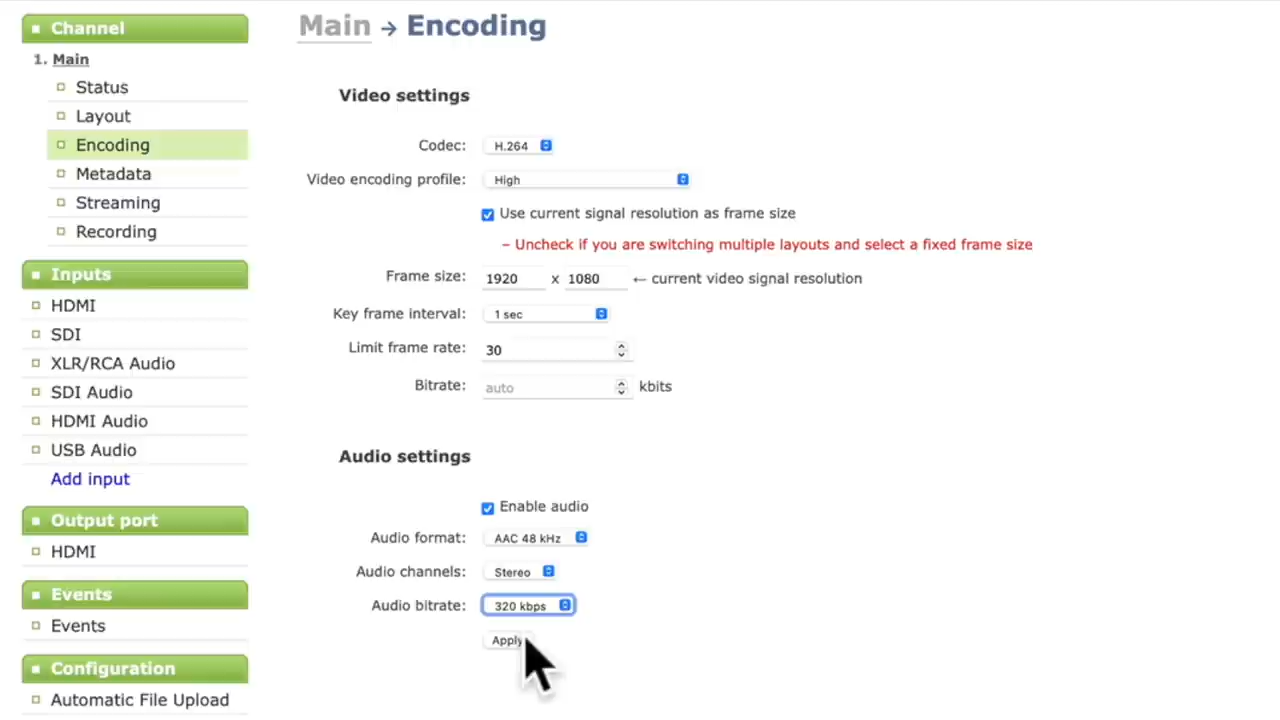 Channel
1. Main
Status
Layout
Encoding
Metadata
Streaming
Recording
Inputs
HDMI
SDI
XLR/RCA Audio
SDI Audio
HDMI Audio
USB Audio
Add input
Output port
HDMI
Events
Events
Configuration
Automatic File Upload
Main → Encoding
Video settings
Codec: H.264
Video encoding profile: High
Use current signal resolution as frame size
– Uncheck if you are switching multiple layouts and select a fixed frame size
Frame size: 1920 x 1080 ← current video signal resolution
Key frame interval: 1 sec
Limit frame rate: 30
Bitrate: auto kbits
Audio settings
Enable audio
Audio format: AAC 48 kHz
Audio channels: Stereo
Audio bitrate: 320 kbps
Apply